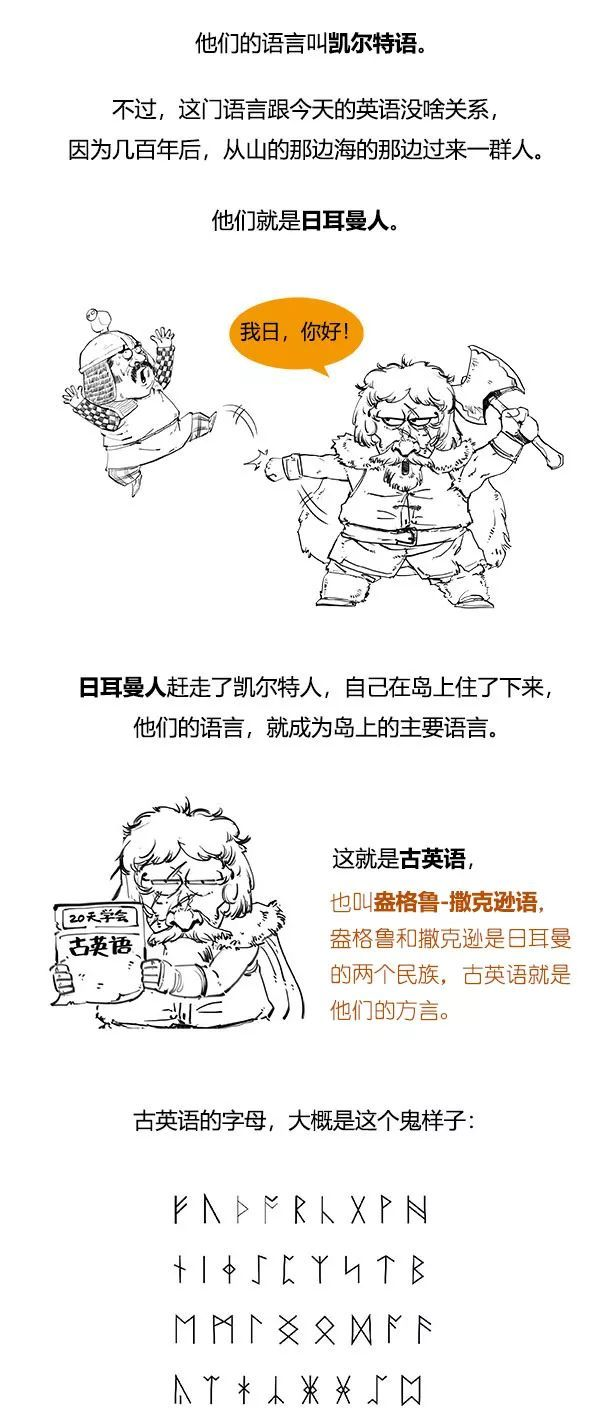 他们的语言叫凯尔特语。
不过，这门语言跟今天的英语没啥关系，
因为几百年后，从山的那边海的那边过来一群人。
他们就是日耳曼人。
我日，你好！
日耳曼人赶走了凯尔特人，自己在岛上住了下来，
他们的语言，就成为岛上的主要语言。
20天学会
古英语
这就是古英语，
也叫盎格鲁-撒克逊语，
盎格鲁和撒克逊是日耳曼
的两个民族，古英语就是
他们的方言。
古英语的字母，大概是这个鬼样子：
ᚠ ᚢ ᚦ ᚩ ᚱ ᚳ ᚷ ᚹ ᚻ
ᚾ ᛁ ᛄ ᛇ ᛈ ᛉ ᛋ ᛏ ᛒ
ᛖ ᛗ ᛚ ᛝ ᛟ ᛞ ᚪ ᚫ
ᚣ ᛠ ᛡ ᛣ ᛤ ᚸ ᛢ ᛥ